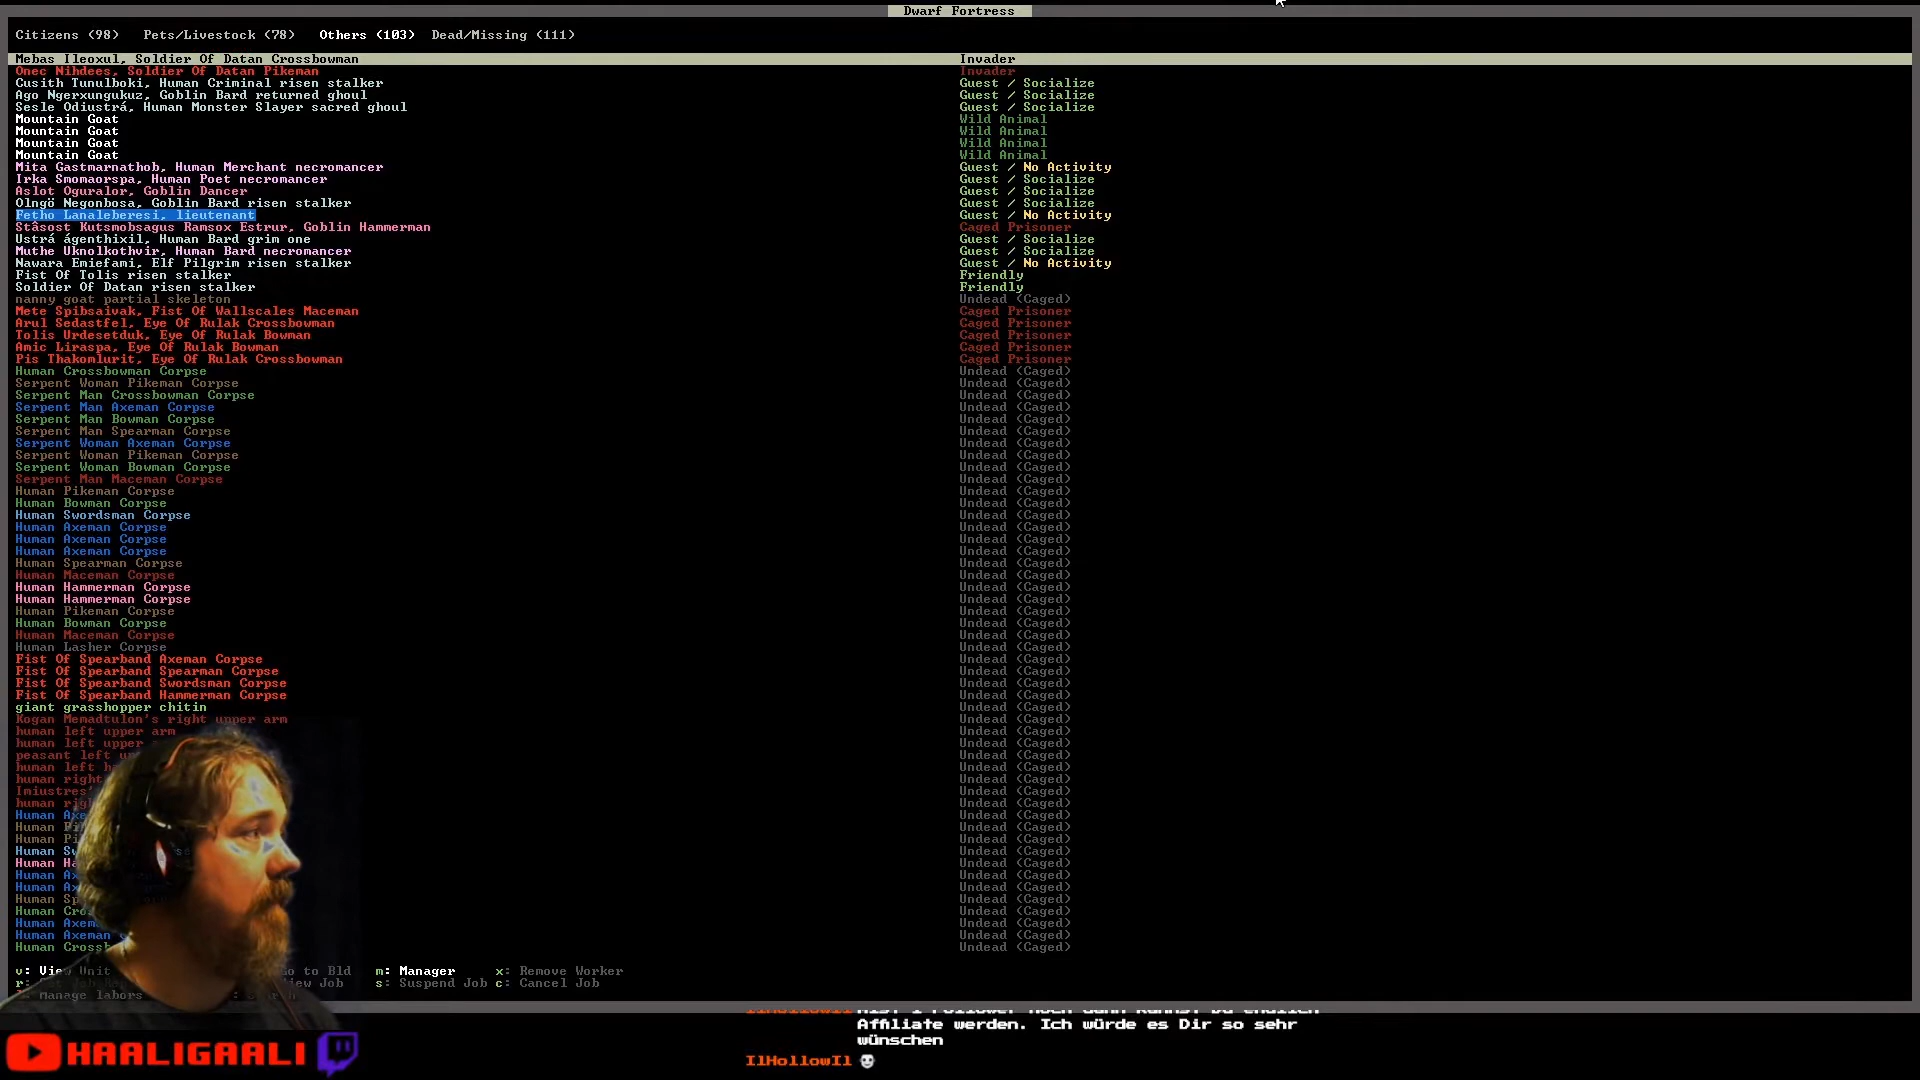 Dwarf Fortress
Citizens (98) Pets/Livestock (78) Others (103) Dead/Missing (111)
Mebas Ileoxul, Soldier Of Datan Crossbowman Invader
Onec Nihdees, Soldier Of Datan Pikeman Invader
Cusith Tunulboki, Human Criminal risen stalker Guest / Socialize
Ago Ngerxungukuz, Goblin Bard returned ghoul Guest / Socialize
Sesle Odiustrá, Human Monster Slayer sacred ghoul Guest / Socialize
Mountain Goat Wild Animal
Mountain Goat Wild Animal
Mountain Goat Wild Animal
Mountain Goat Wild Animal
Mita Gastmarnathob, Human Merchant necromancer Guest / No Activity
Irka Smomaorspa, Human Poet necromancer Guest / Socialize
Aslot Oguralor, Goblin Dancer Guest / Socialize
Olngö Negonbosa, Goblin Bard risen stalker Guest / Socialize
Fetho Lanaleberesi, lieutenant Guest / No Activity
Stâsost Kutsmobsagus Ramsox Estrur, Goblin Hammerman Caged Prisoner
Ustrá ágenthixil, Human Bard grim one Guest / Socialize
Muthe Uknolkothvir, Human Bard necromancer Guest / Socialize
Nawara Emiefami, Elf Pilgrim risen stalker Guest / No Activity
Fist Of Tolis risen stalker Friendly
Soldier Of Datan risen stalker Friendly
nanny goat partial skeleton Undead (Caged)
Mete Spibsaivak, Fist Of Wallscales Maceman Caged Prisoner
Arul Sedastfel, Eye Of Rulak Crossbowman Caged Prisoner
Tolis Urdesetduk, Eye Of Rulak Bowman Caged Prisoner
Amic Liraspa, Eye Of Rulak Bowman Caged Prisoner
Pis Thakomlurit, Eye Of Rulak Crossbowman Caged Prisoner
Human Crossbowman Corpse Undead (Caged)
Serpent Woman Pikeman Corpse Undead (Caged)
Serpent Man Crossbowman Corpse Undead (Caged)
Serpent Man Axeman Corpse Undead (Caged)
Serpent Man Bowman Corpse Undead (Caged)
Serpent Man Spearman Corpse Undead (Caged)
Serpent Woman Axeman Corpse Undead (Caged)
Serpent Woman Pikeman Corpse Undead (Caged)
Serpent Woman Bowman Corpse Undead (Caged)
Serpent Man Maceman Corpse Undead (Caged)
Human Pikeman Corpse Undead (Caged)
Human Bowman Corpse Undead (Caged)
Human Swordsman Corpse Undead (Caged)
Human Axeman Corpse Undead (Caged)
Human Axeman Corpse Undead (Caged)
Human Axeman Corpse Undead (Caged)
Human Spearman Corpse Undead (Caged)
Human Maceman Corpse Undead (Caged)
Human Hammerman Corpse Undead (Caged)
Human Hammerman Corpse Undead (Caged)
Human Pikeman Corpse Undead (Caged)
Human Bowman Corpse Undead (Caged)
Human Maceman Corpse Undead (Caged)
Human Lasher Corpse Undead (Caged)
Fist Of Spearband Axeman Corpse Undead (Caged)
Fist Of Spearband Spearman Corpse Undead (Caged)
Fist Of Spearband Swordsman Corpse Undead (Caged)
Fist Of Spearband Hammerman Corpse Undead (Caged)
giant grasshopper chitin Undead (Caged)
Kogan Memadtulon's right upper arm Undead (Caged)
human left upper arm Undead (Caged)
human left upper Undead (Caged)
peasant left Undead (Caged)
human left Undead (Caged)
human right Undead (Caged)
Imiustres' Undead (Caged)
human Undead (Caged)
Human Undead (Caged)
Human Undead (Caged)
Human Undead (Caged)
Human Undead (Caged)
Human Undead (Caged)
Human Undead (Caged)
Human Undead (Caged)
Human Undead (Caged)
Human Undead (Caged)
Human Axem Undead (Caged)
Human Axeman Undead (Caged)
Human Crossb Undead (Caged)
v: View Unit Go to Bld m: Manager x: Remove Worker
View Job s: Suspend Job c: Cancel Job
Manage labors
IlHollowIl
Affiliate werden. Ich würde es Dir so sehr
wünschen
IlHollowIl
HAALIGAALI